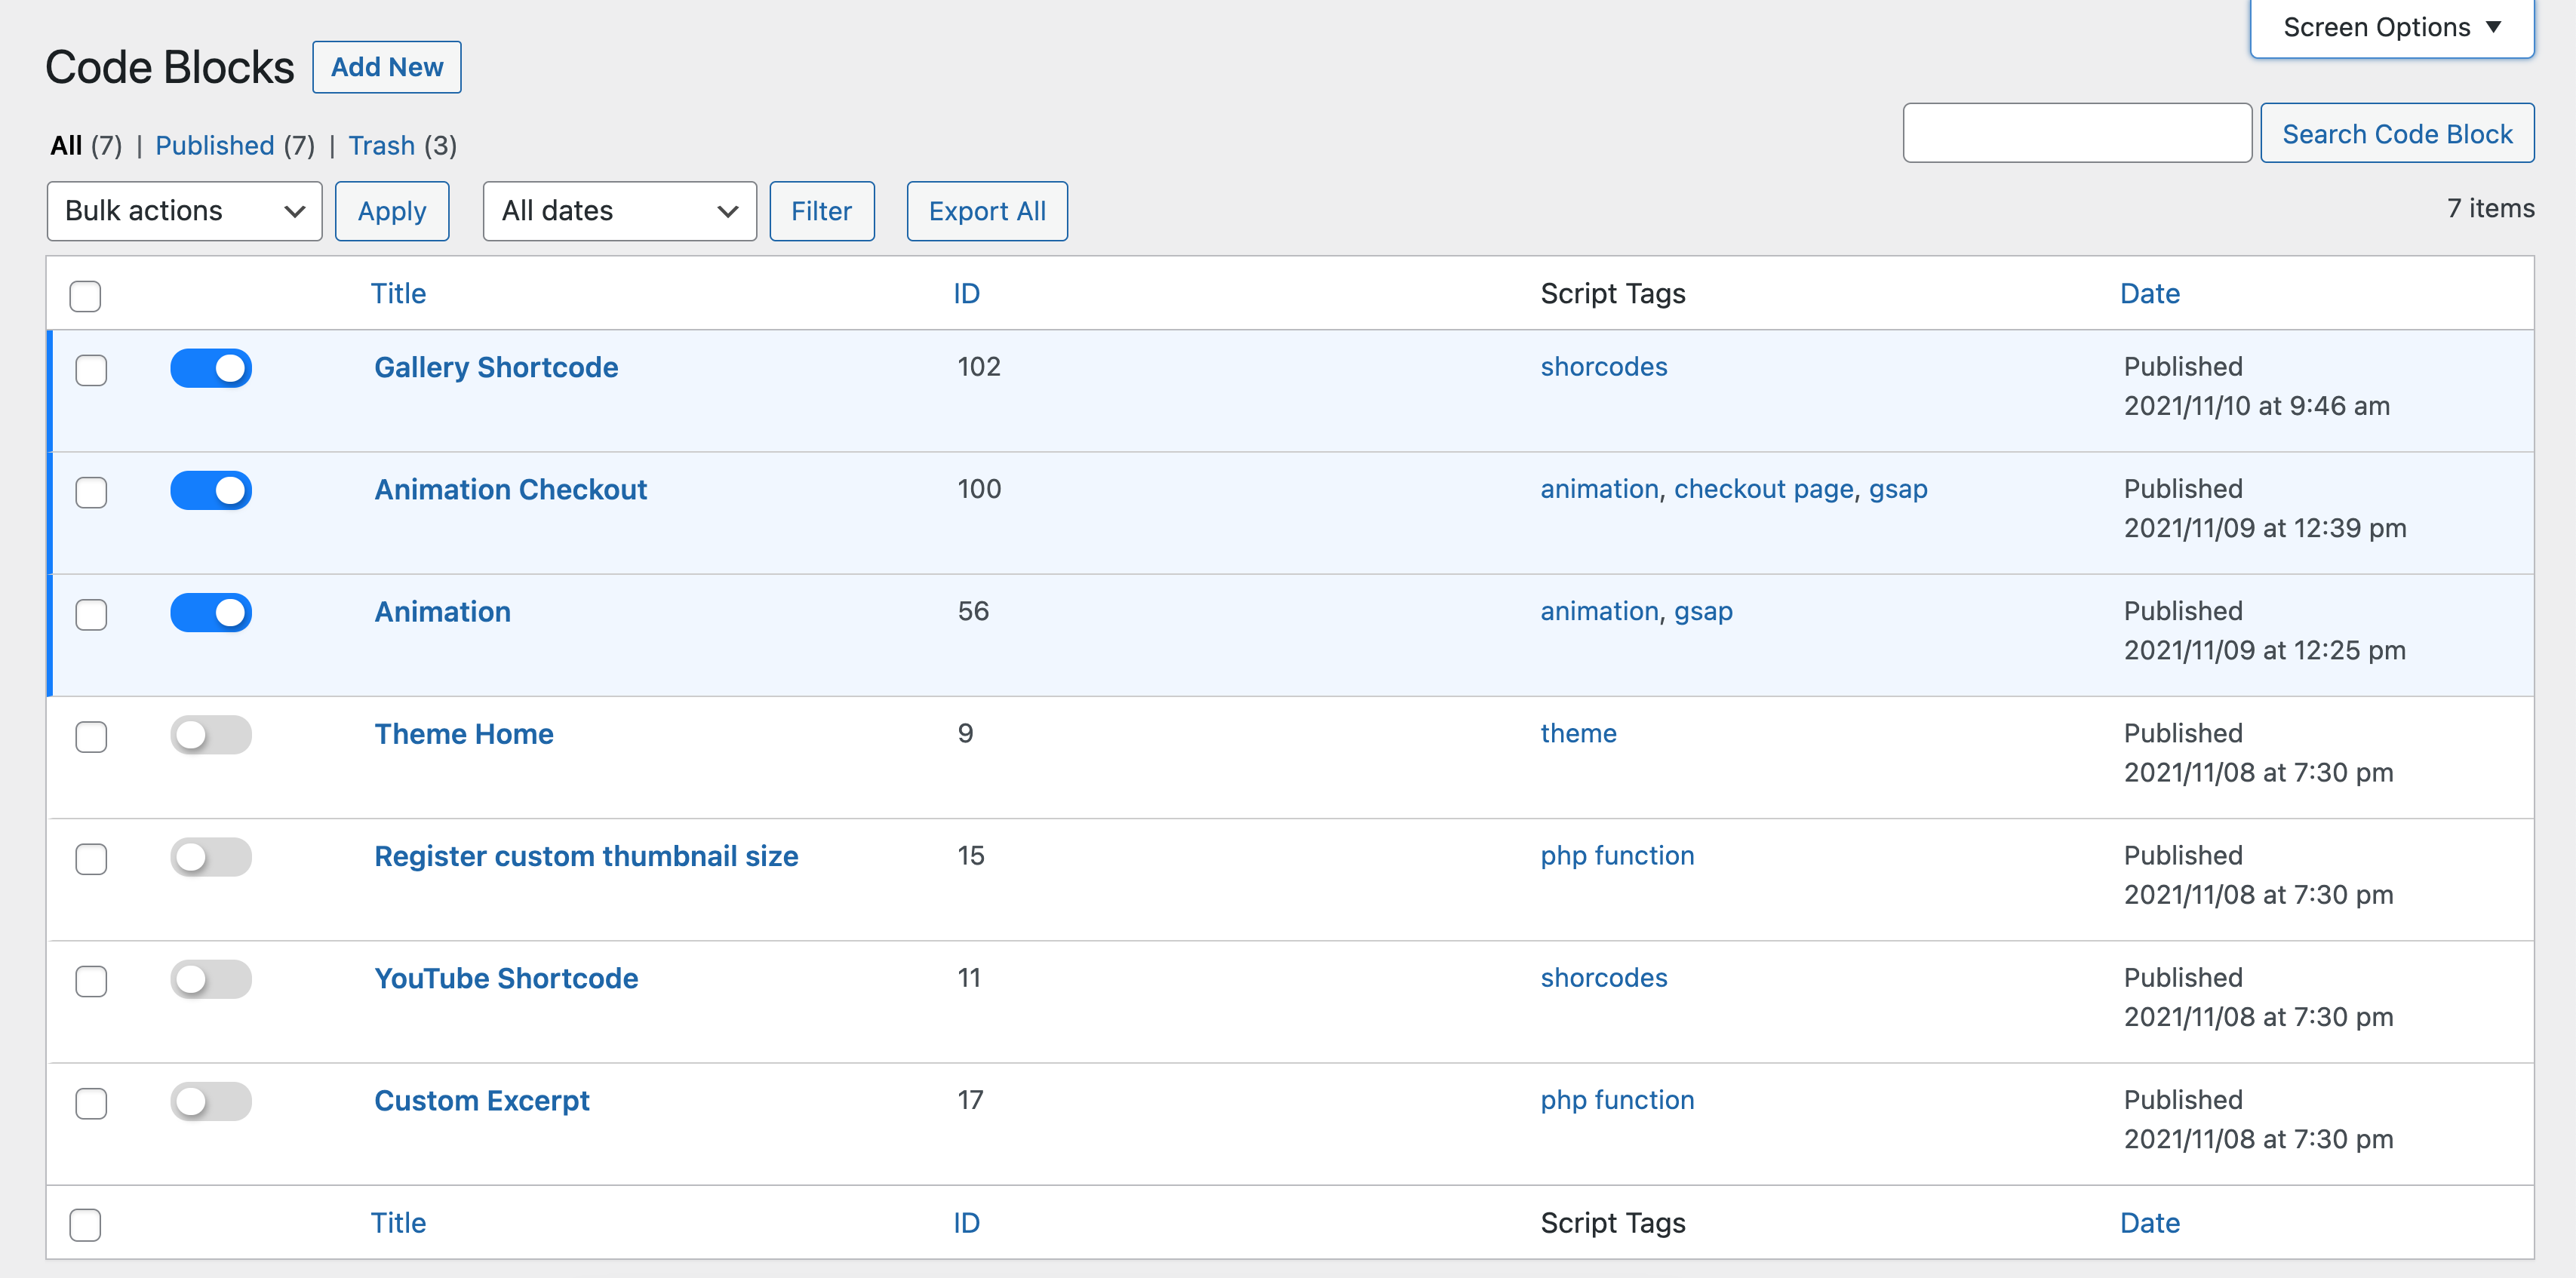 Screen Options ▼
Code Blocks Add New
All (7) | Published (7) | Trash (3)
Search Code Block
Bulk actions Apply All dates Filter Export All 7 items
Title ID Script Tags Date
Gallery Shortcode 102 shorcodes Published
2021/11/10 at 9:46 am
Animation Checkout 100 animation, checkout page, gsap Published
2021/11/09 at 12:39 pm
Animation 56 animation, gsap Published
2021/11/09 at 12:25 pm
Theme Home 9 theme Published
2021/11/08 at 7:30 pm
Register custom thumbnail size 15 php function Published
2021/11/08 at 7:30 pm
YouTube Shortcode 11 shorcodes Published
2021/11/08 at 7:30 pm
Custom Excerpt 17 php function Published
2021/11/08 at 7:30 pm
Title ID Script Tags Date